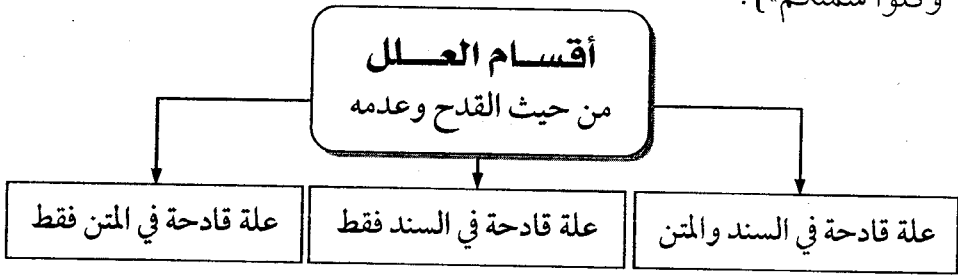 أقسام العلل
من حيث القدح وعدمه
علة قادحة في السند والمتن
علة قادحة في السند فقط
علة قادحة في المتن فقط